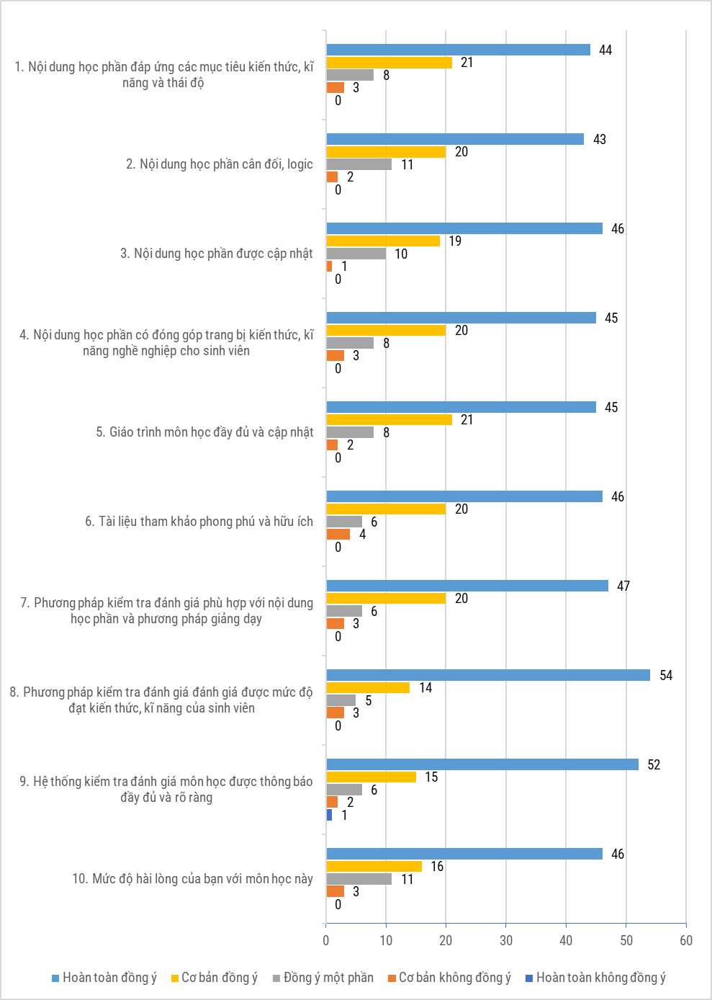 1. Nội dung học phần đáp ứng các mục tiêu kiến thức, kĩ
năng và thái độ
44
21
8
3
0
2. Nội dung học phần cân đối, logic
43
20
11
2
0
3. Nội dung học phần được cập nhật
46
19
10
1
0
4. Nội dung học phần có đóng góp trang bị kiến thức, kĩ
năng nghề nghiệp cho sinh viên
45
20
8
3
0
5. Giáo trình môn học đầy đủ và cập nhật
45
21
8
2
0
6. Tài liệu tham khảo phong phú và hữu ích
46
20
6
4
0
7. Phương pháp kiểm tra đánh giá phù hợp với nội dung
học phần và phương pháp giảng dạy
47
20
6
3
0
8. Phương pháp kiểm tra đánh giá đánh giá được mức độ
đạt kiến thức, kĩ năng của sinh viên
54
14
5
3
0
9. Hệ thống kiểm tra đánh giá môn học được thông báo
đầy đủ và rõ ràng
52
15
6
2
1
10. Mức độ hài lòng của bạn với môn học này
46
16
11
3
0
0 10 20 30 40 50 60
Hoàn toàn đồng ý Cơ bản đồng ý Đồng ý một phần Cơ bản không đồng ý Hoàn toàn không đồng ý